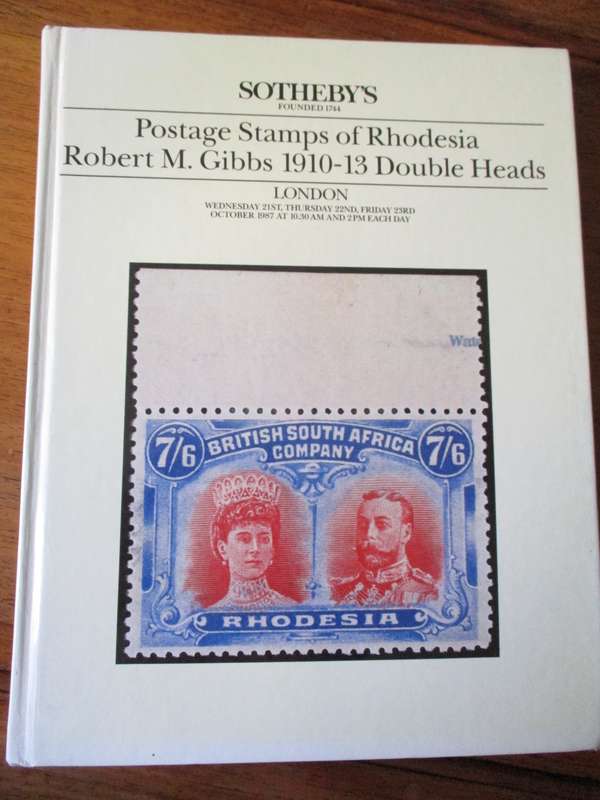 SOTHEBY'S
FOUNDED 1744
Postage Stamps of Rhodesia
Robert M. Gibbs 1910-13 Double Heads
LONDON
WEDNESDAY 21ST, THURSDAY 22ND, FRIDAY 23RD
OCTOBER 1987 AT 10.30 AM AND 2 PM EACH DAY
7/6
BRITISH SOUTH AFRICA
COMPANY
7/6
RHODESIA